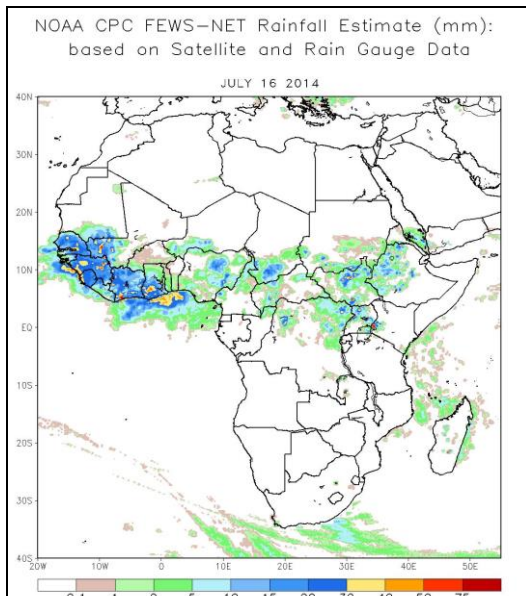 NOAA CPC FEWS-NET Rainfall Estimate (mm):
based on Satellite and Rain Gauge Data
JULY 16 2014
40N
30N
20N
10N
EQ
10S
20S
30S
40S
20W 10W 0 10E 20E 30E 40E 50E